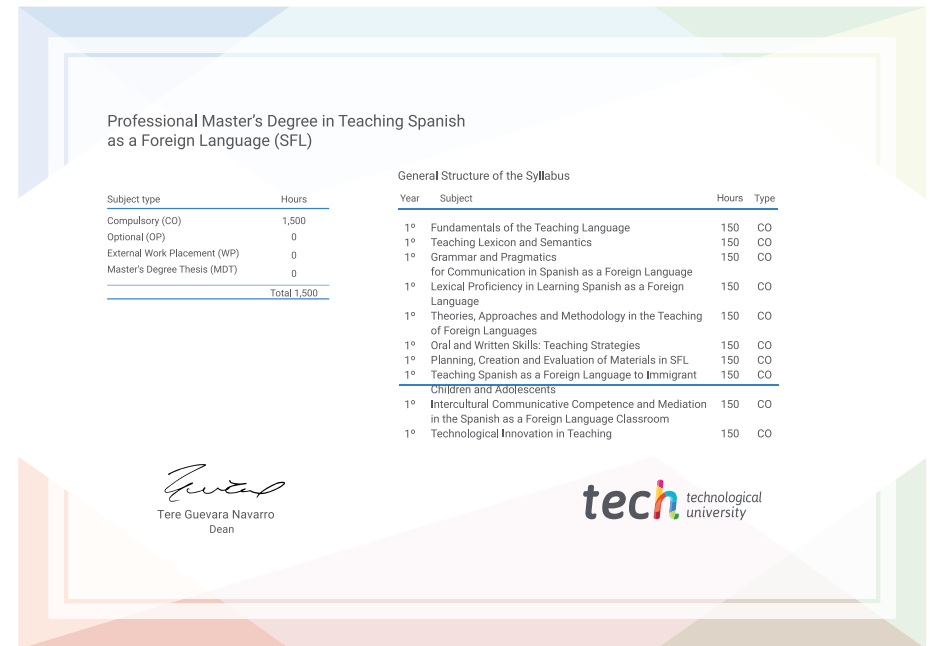 Professional Master's Degree in Teaching Spanish
as a Foreign Language (SFL)
General Structure of the Syllabus
Subject type Hours
Compulsory (CO) 1,500
Optional (OP) 0
External Work Placement (WP) 0
Master's Degree Thesis (MDT) 0
Total 1,500
Year Subject Hours Type
1º Fundamentals of the Teaching Language 150 CO
1º Teaching Lexicon and Semantics 150 CO
1º Grammar and Pragmatics 150 CO
for Communication in Spanish as a Foreign Language
1º Lexical Proficiency in Learning Spanish as a Foreign 150 CO
Language
1º Theories, Approaches and Methodology in the Teaching 150 CO
of Foreign Languages
1º Oral and Written Skills: Teaching Strategies 150 CO
1º Planning, Creation and Evaluation of Materials in SFL 150 CO
1º Teaching Spanish as a Foreign Language to Immigrant 150 CO
Children and Adolescents
1º Intercultural Communicative Competence and Mediation 150 CO
in the Spanish as a Foreign Language Classroom
1º Technological Innovation in Teaching 150 CO
Tere Guevara Navarro
Dean
tech technological
university